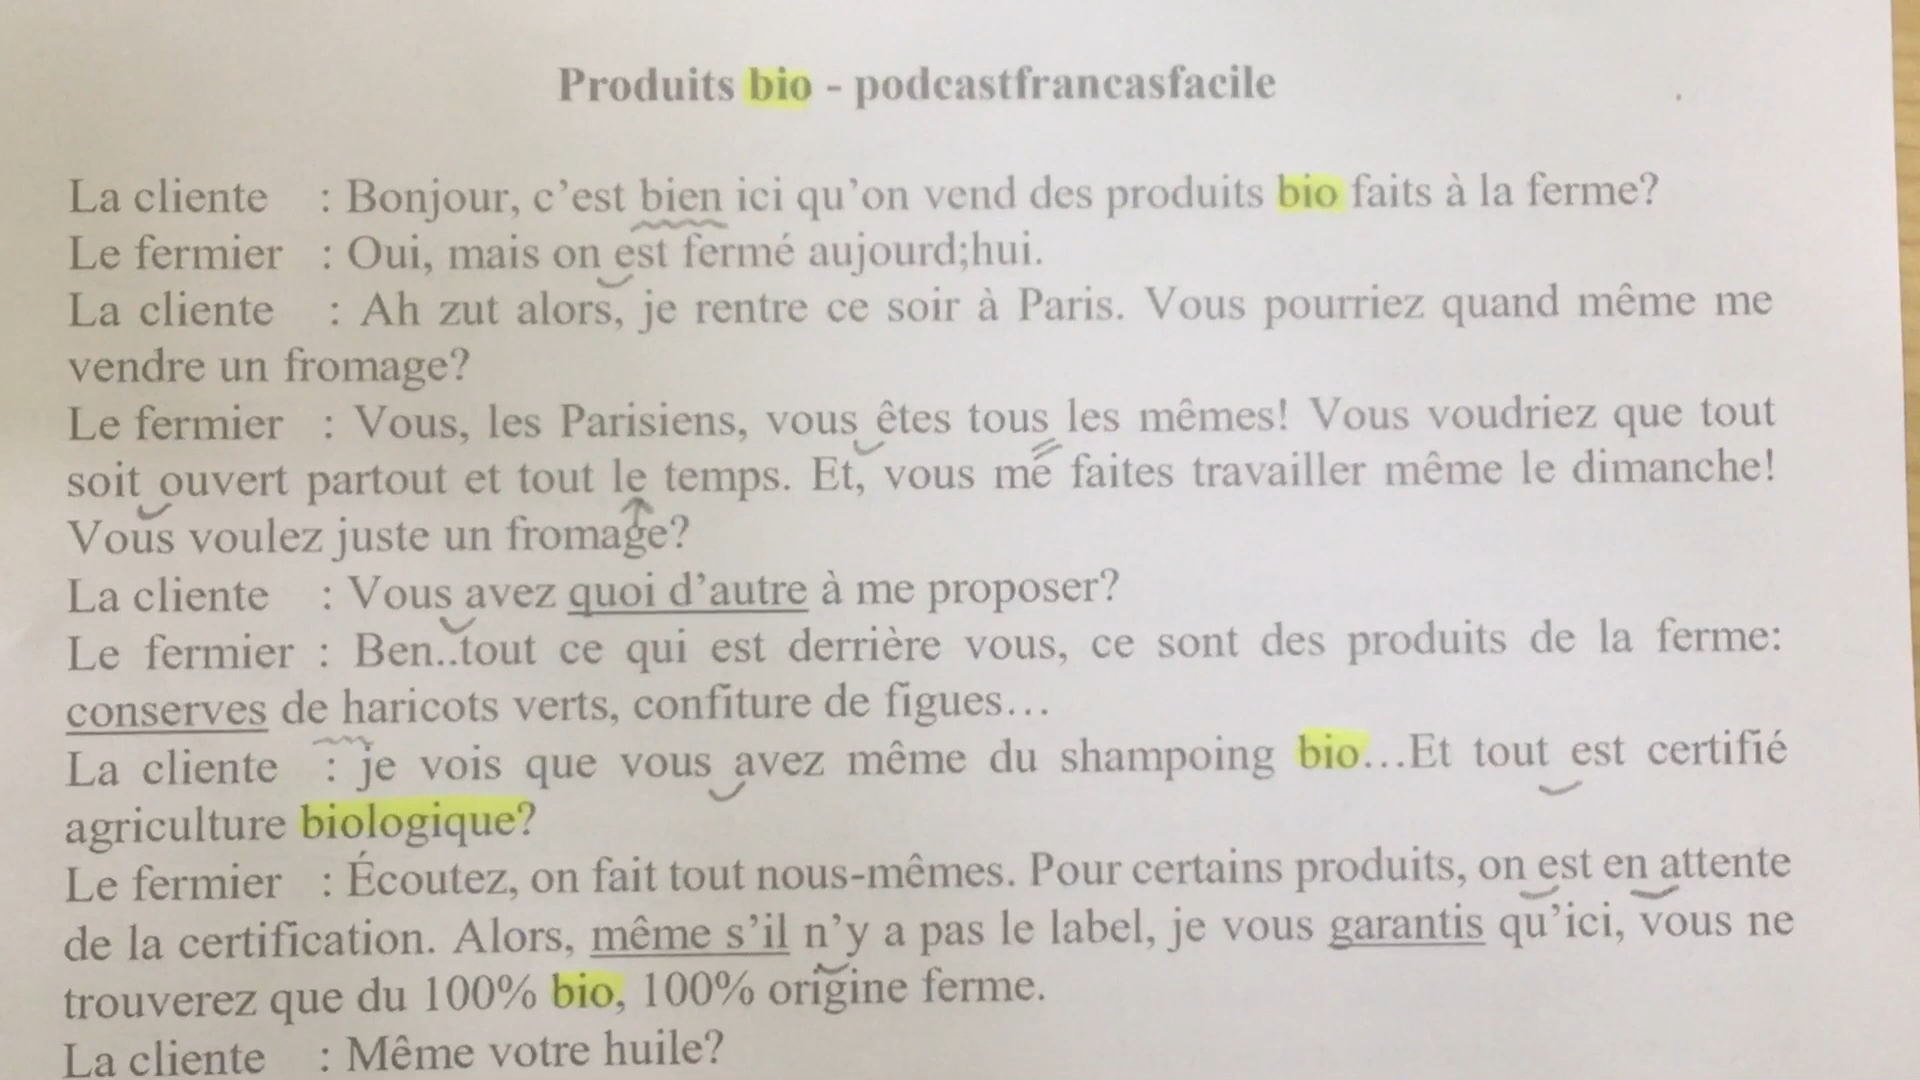 Produits bio - podcastfrancasfacile
La cliente : Bonjour, c’est bien ici qu’on vend des produits bio faits à la ferme?
Le fermier : Oui, mais on est fermé aujourd;hui.
La cliente : Ah zut alors, je rentre ce soir à Paris. Vous pourriez quand même me
vendre un fromage?
Le fermier : Vous, les Parisiens, vous êtes tous les mêmes! Vous voudriez que tout
soit ouvert partout et tout le temps. Et, vous me faites travailler même le dimanche!
Vous voulez juste un fromage?
La cliente : Vous avez quoi d’autre à me proposer?
Le fermier : Ben..tout ce qui est derrière vous, ce sont des produits de la ferme:
conserves de haricots verts, confiture de figues…
La cliente : je vois que vous avez même du shampoing bio…Et tout est certifié
agriculture biologique?
Le fermier : Écoutez, on fait tout nous-mêmes. Pour certains produits, on est en attente
de la certification. Alors, même s’il n’y a pas le label, je vous garantis qu’ici, vous ne
trouverez que du 100% bio, 100% origine ferme.
La cliente : Même votre huile?